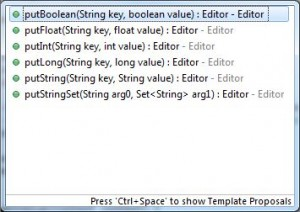 putBoolean(String key, boolean value) : Editor - Editor
putFloat(String key, float value) : Editor - Editor
putInt(String key, int value) : Editor - Editor
putLong(String key, long value) : Editor - Editor
putString(String key, String value) : Editor - Editor
putStringSet(String arg0, Set<String> arg1) : Editor - Editor
Press 'Ctrl+Space' to show Template Proposals